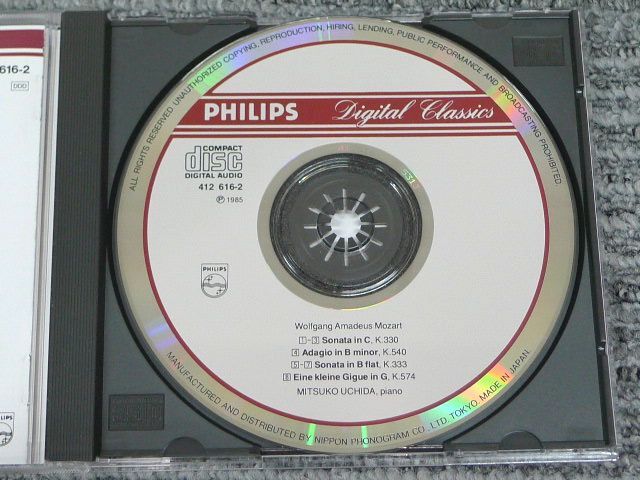 616-2
DDD
ALL RIGHTS RESERVED UNAUTHORIZED COPYING, REPRODUCTION, HIRING, LENDING, PUBLIC PERFORMANCE AND BROADCASTING PROHIBITED.
PHILIPS Digital Classics
COMPACT
disc
DIGITAL AUDIO
412 616-2
Ⓟ 1985
PHILIPS
Wolfgang Amadeus Mozart
1-3 Sonata in C, K.330
4 Adagio in B minor, K.540
5-7 Sonata in B flat, K.333
8 Eine kleine Gigue in G, K.574
MITSUKO UCHIDA, piano
MANUFACTURED AND DISTRIBUTED BY NIPPON PHONOGRAM CO., LTD. TOKYO. MADE IN JAPAN.
PHILIPS